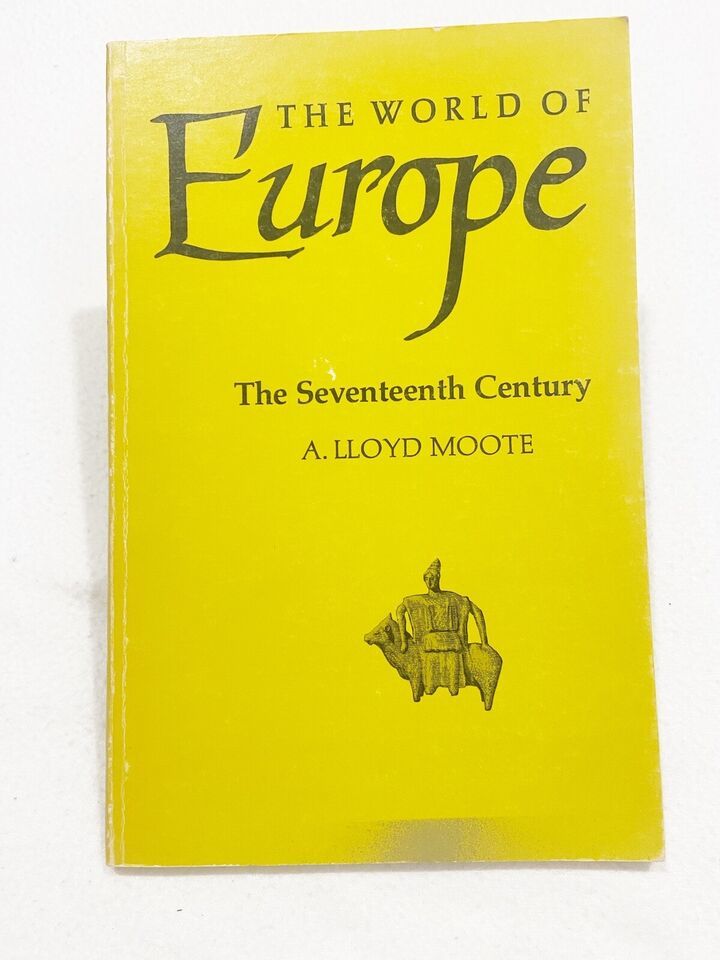 THE WORLD OF
Europe
The Seventeenth Century
A. LLOYD MOOTE